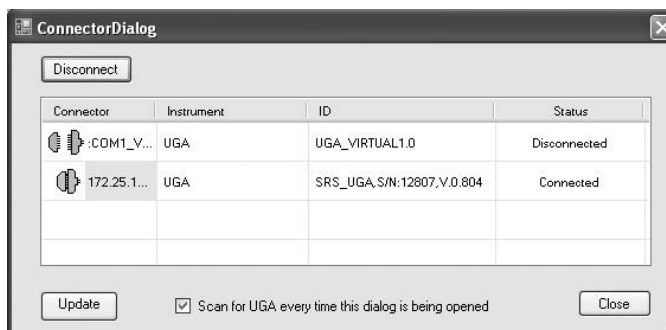 ConnectorDialog
Disconnect
Connector Instrument ID Status
:COM1_V... UGA UGA_VIRTUAL1.0 Disconnected
172.25.1... UGA SRS_UGA,S/N:12807,V.0.804 Connected
Update Scan for UGA every time this dialog is being opened Close